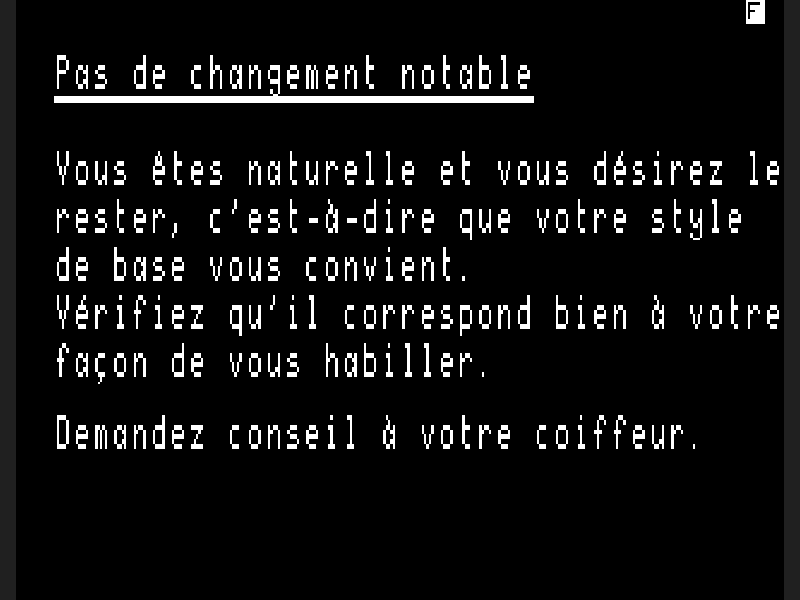 F
Pas de changement notable
Vous êtes naturelle et vous désirez le
rester, c'est-à-dire que votre style
de base vous convient.
Vérifiez qu'il correspond bien à votre
façon de vous habiller.
Demandez conseil à votre coiffeur.